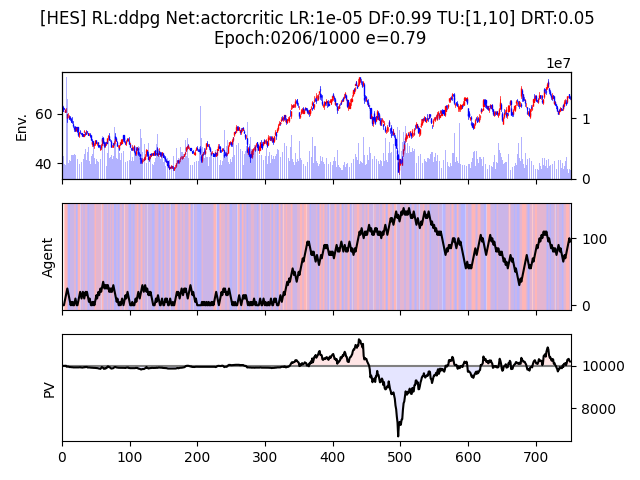 [HES] RL:ddpg Net:actorcritic LR:1e-05 DF:0.99 TU:[1,10] DRT:0.05
Epoch:0206/1000 e=0.79
1e7
Env.
60
40
1
0
Agent
100
0
PV
10000
8000
0 100 200 300 400 500 600 700